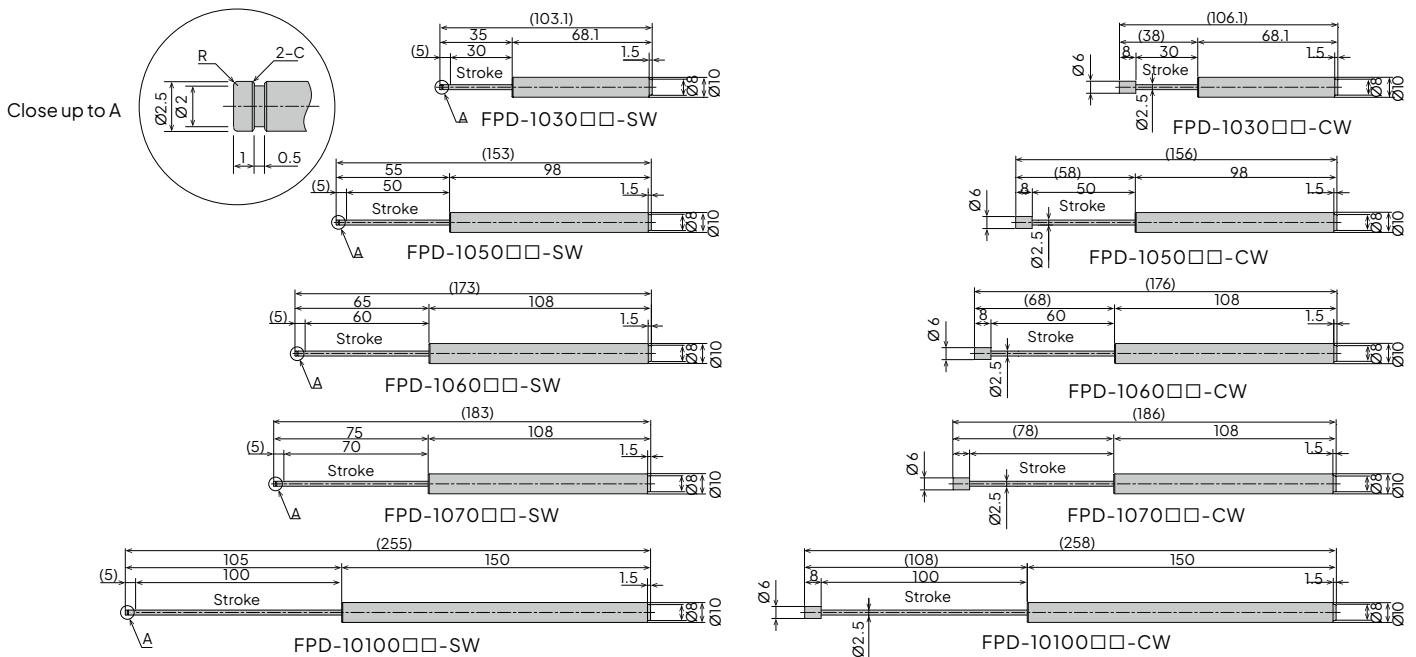 Close up to A
R
2-C
Ø2.5
Ø2
1
0.5
(103.1)
35
68.1
(5)
30
1.5
Stroke
Ø8
Ø10
A
FPD-1030□□-SW
(106.1)
(38)
68.1
8
30
1.5
Stroke
Ø6
Ø2.5
Ø8
Ø10
FPD-1030□□-CW
(153)
55
98
(5)
50
1.5
Stroke
Ø8
Ø10
A
FPD-1050□□-SW
(156)
(58)
98
8
50
1.5
Stroke
Ø6
Ø2.5
Ø8
Ø10
FPD-1050□□-CW
(173)
65
108
(5)
60
1.5
Stroke
Ø8
Ø10
A
FPD-1060□□-SW
(176)
(68)
108
8
60
1.5
Stroke
Ø6
Ø2.5
Ø8
Ø10
FPD-1060□□-CW
(183)
75
108
(5)
70
1.5
Stroke
Ø8
Ø10
A
FPD-1070□□-SW
(186)
(78)
108
1.5
Stroke
Ø6
Ø2.5
Ø8
Ø10
FPD-1070□□-CW
(255)
105
150
(5)
100
1.5
Stroke
Ø8
Ø10
A
FPD-10100□□-SW
(258)
(108)
150
8
100
1.5
Stroke
Ø6
Ø2.5
Ø8
Ø10
FPD-10100□□-CW